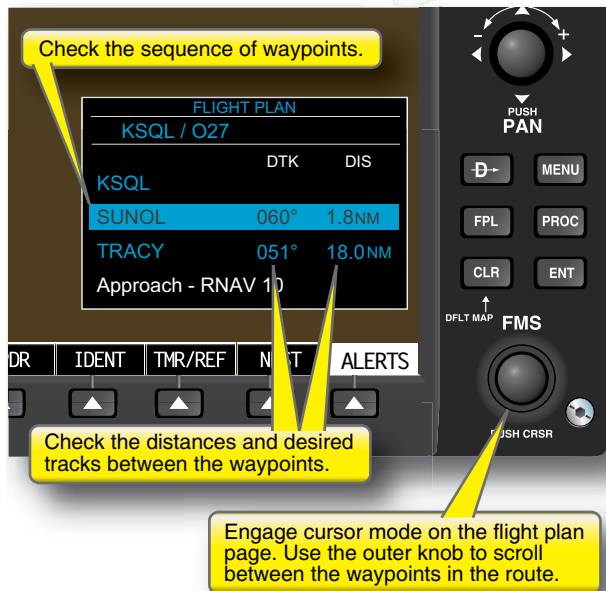 Check the sequence of waypoints.
FLIGHT PLAN
KSQL / O27
DTK DIS
KSQL
SUNOL 060° 1.8NM
TRACY 051° 18.0NM
Approach - RNAV 10
IDENT TMR/REF ALERTS
Check the distances and desired
tracks between the waypoints.
- +
PUSH
PAN
D MENU
FPL PROC
CLR ENT
DFLT MAP FMS
PUSH CRSR
Engage cursor mode on the flight plan
page. Use the outer knob to scroll
between the waypoints in the route.